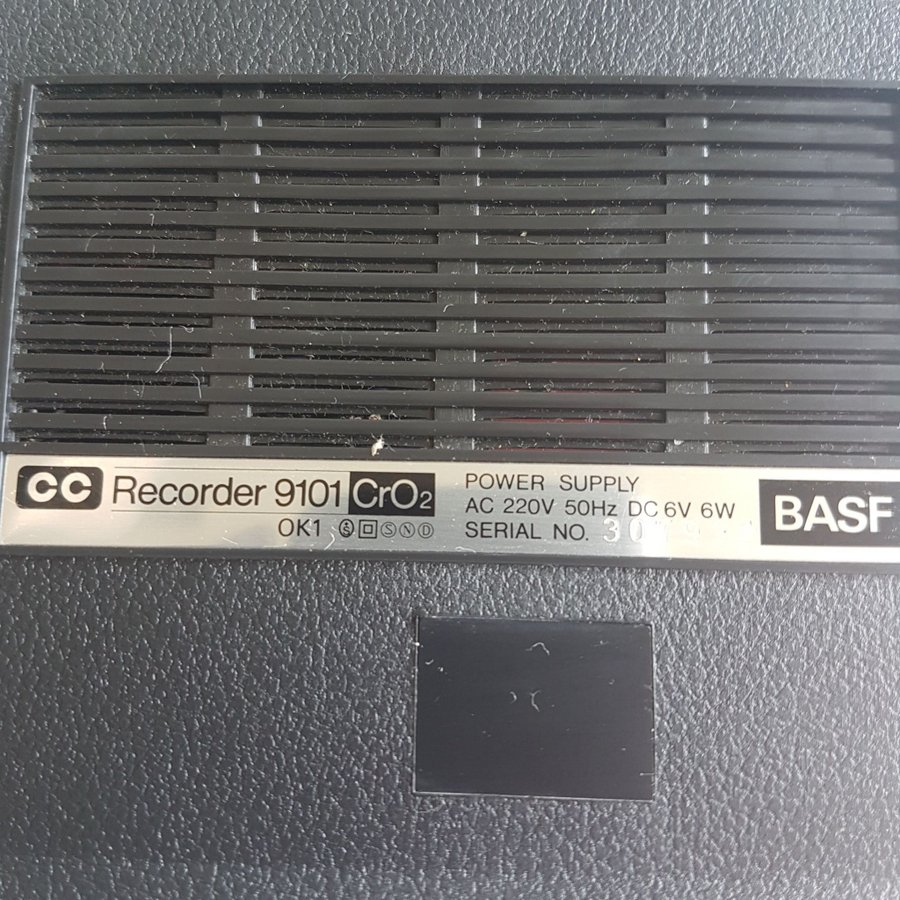 CC Recorder 9101 CrO2
OK1 S N D
POWER SUPPLY
AC 220V 50Hz DC 6V 6W
SERIAL NO.
BASF